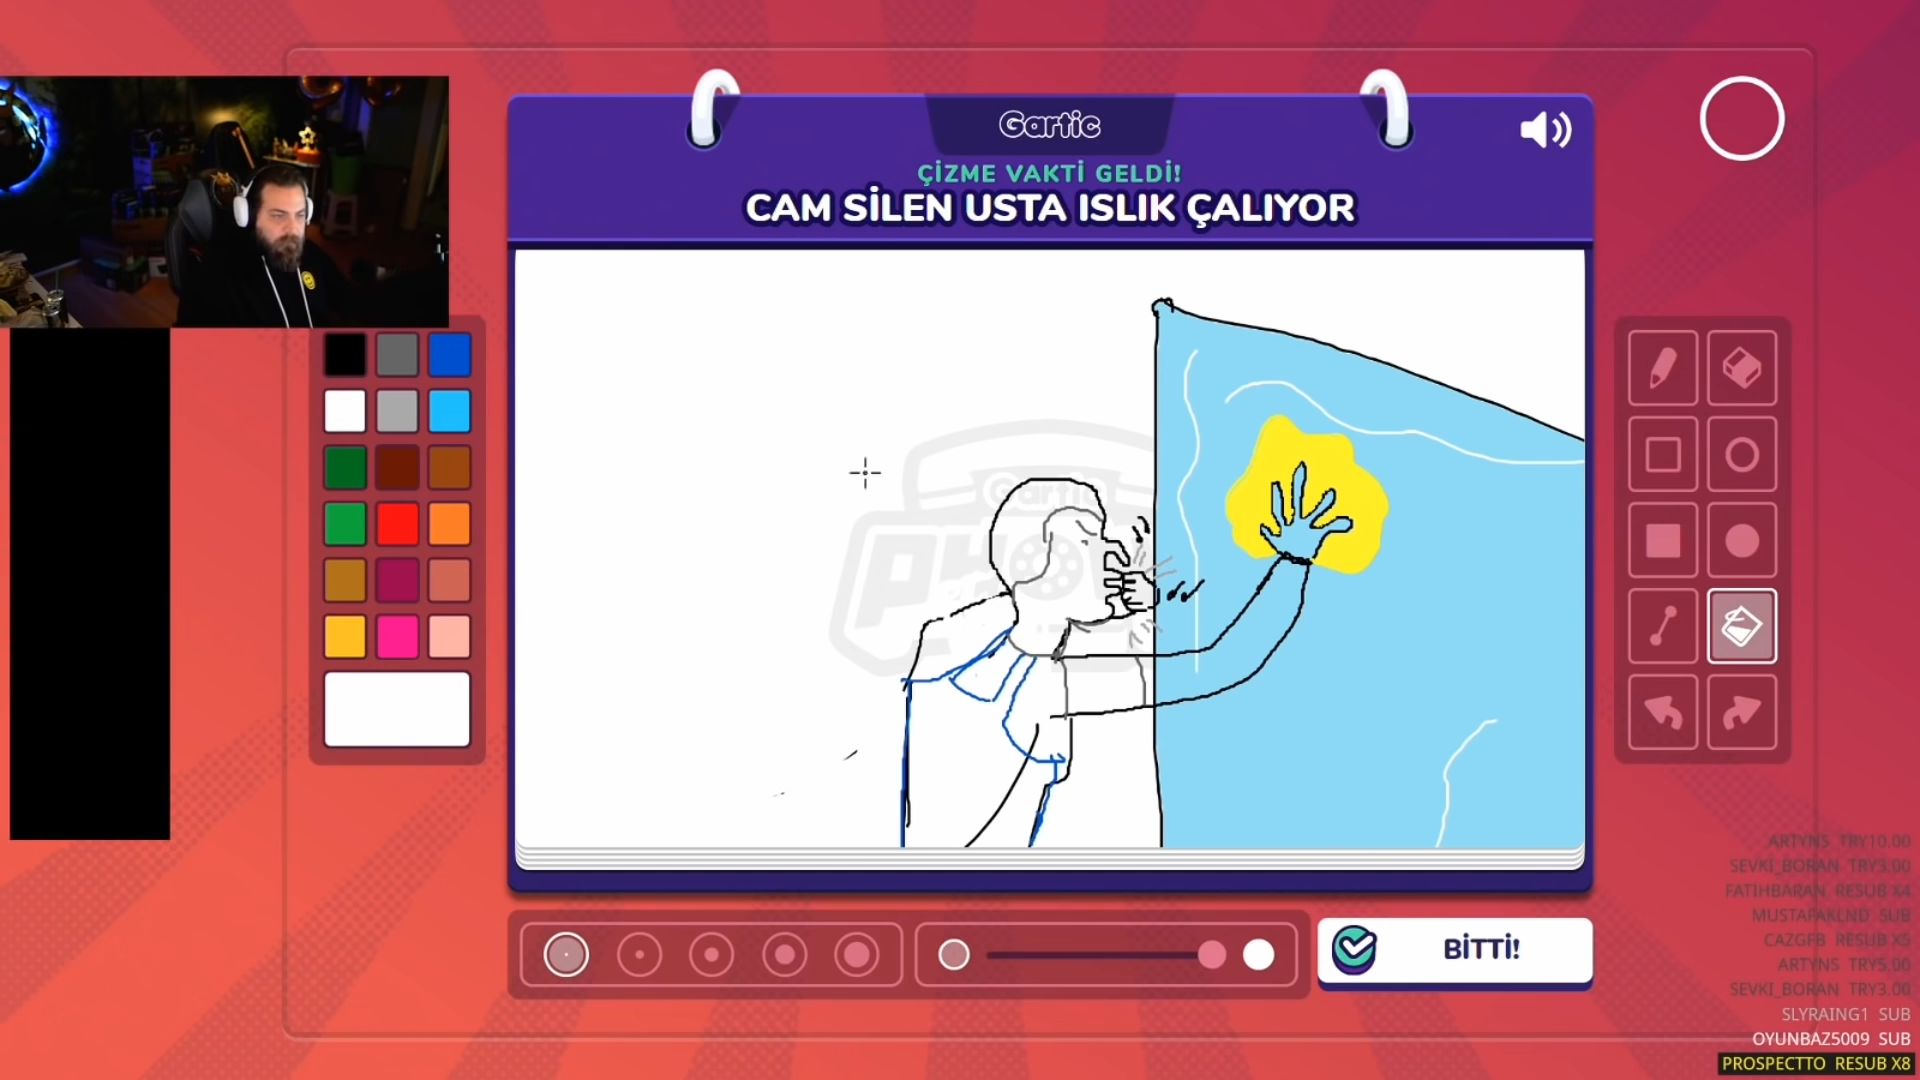 Gartic
ÇİZME VAKTİ GELDİ!
CAM SİLEN USTA ISLIK ÇALIYOR
Gartic
PHONE
BİTTİ!
ARTYNS TRY10.00
SEVKI_BORAN TRY3.00
FATIHBARAN RESUB X4
MUSTAFAKLND SUB
CAZGFB RESUB X5
ARTYNS TRY5.00
SEVKI_BORAN TRY3.00
SLYRAING1 SUB
OYUNBAZ5009 SUB
PROSPECTTO RESUB X8